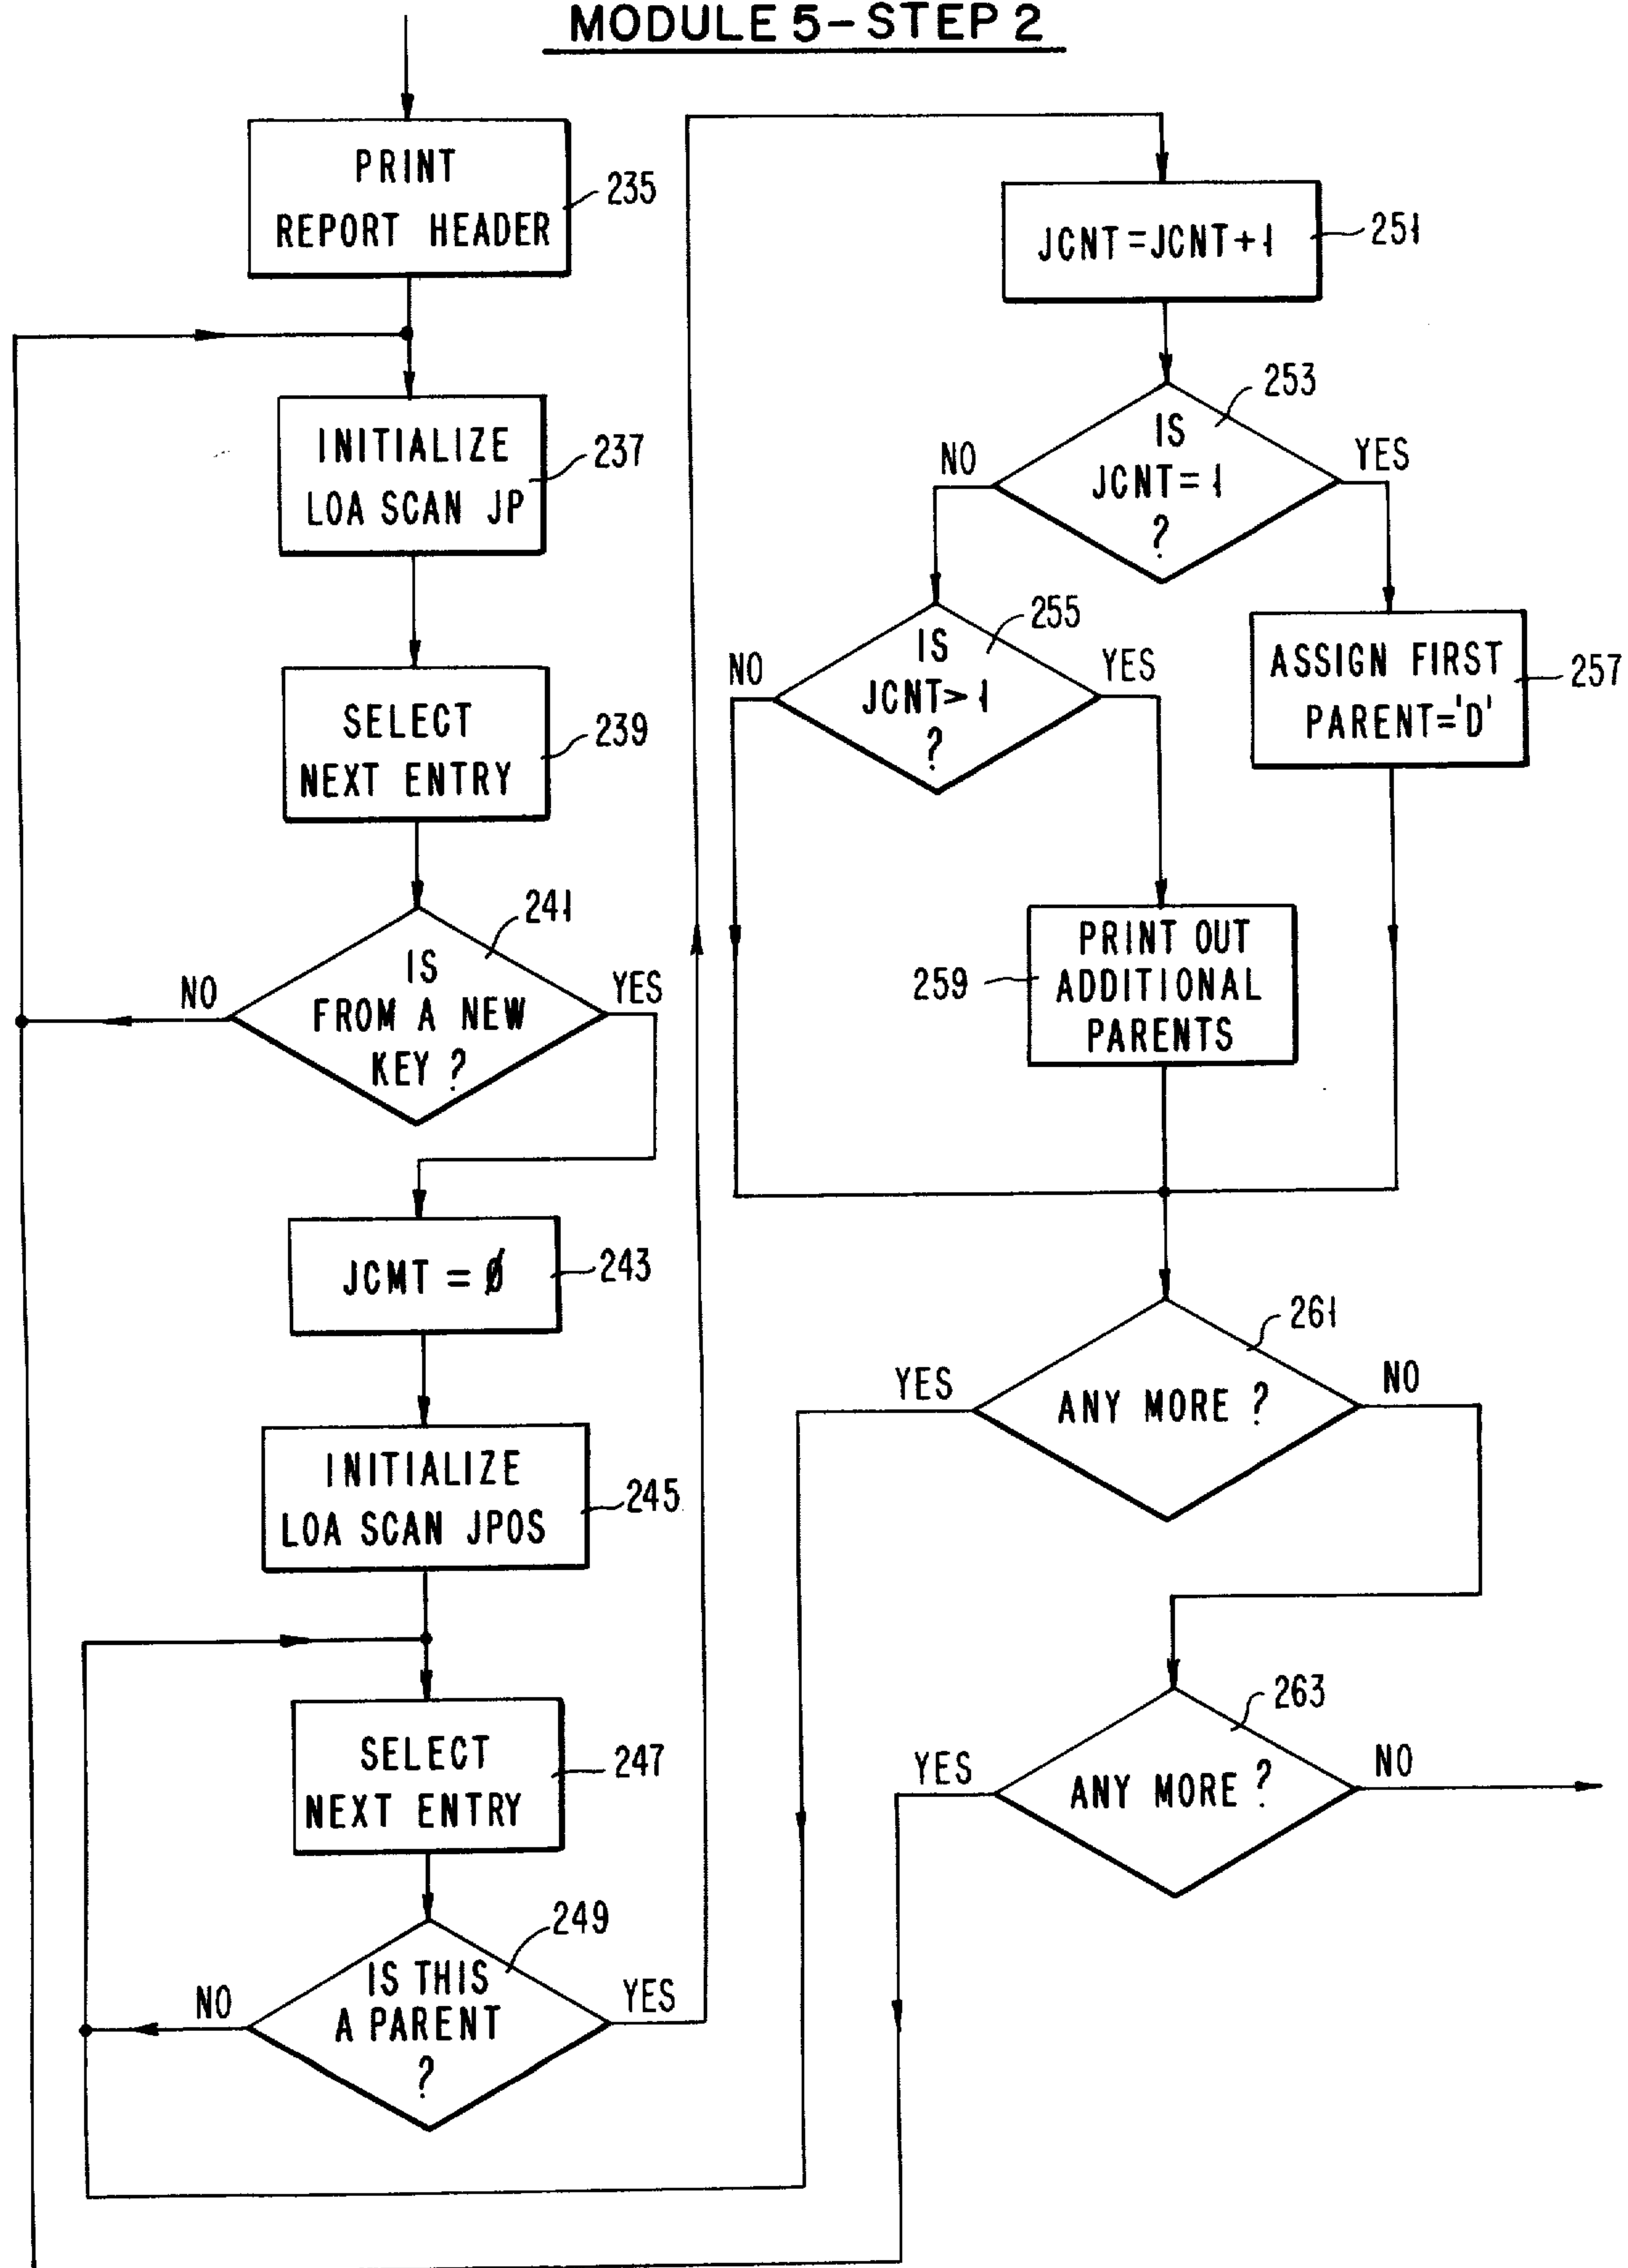 MODULE 5-STEP 2
PRINT
REPORT HEADER
235
INITIALIZE
LOA SCAN JP
237
SELECT
NEXT ENTRY
239
241
IS
FROM A NEW
KEY ?
NO
YES
JCMT = Ø
243
INITIALIZE
LOA SCAN JPOS
245
SELECT
NEXT ENTRY
247
249
IS THIS
A PARENT
?
NO
YES
JCNT=JCNT+1
251
253
IS
JCNT=1
?
NO
YES
255
IS
JCNT>1
?
NO
YES
ASSIGN FIRST
PARENT='D'
257
PRINT OUT
ADDITIONAL
PARENTS
259
261
ANY MORE ?
YES
NO
263
ANY MORE ?
YES
NO